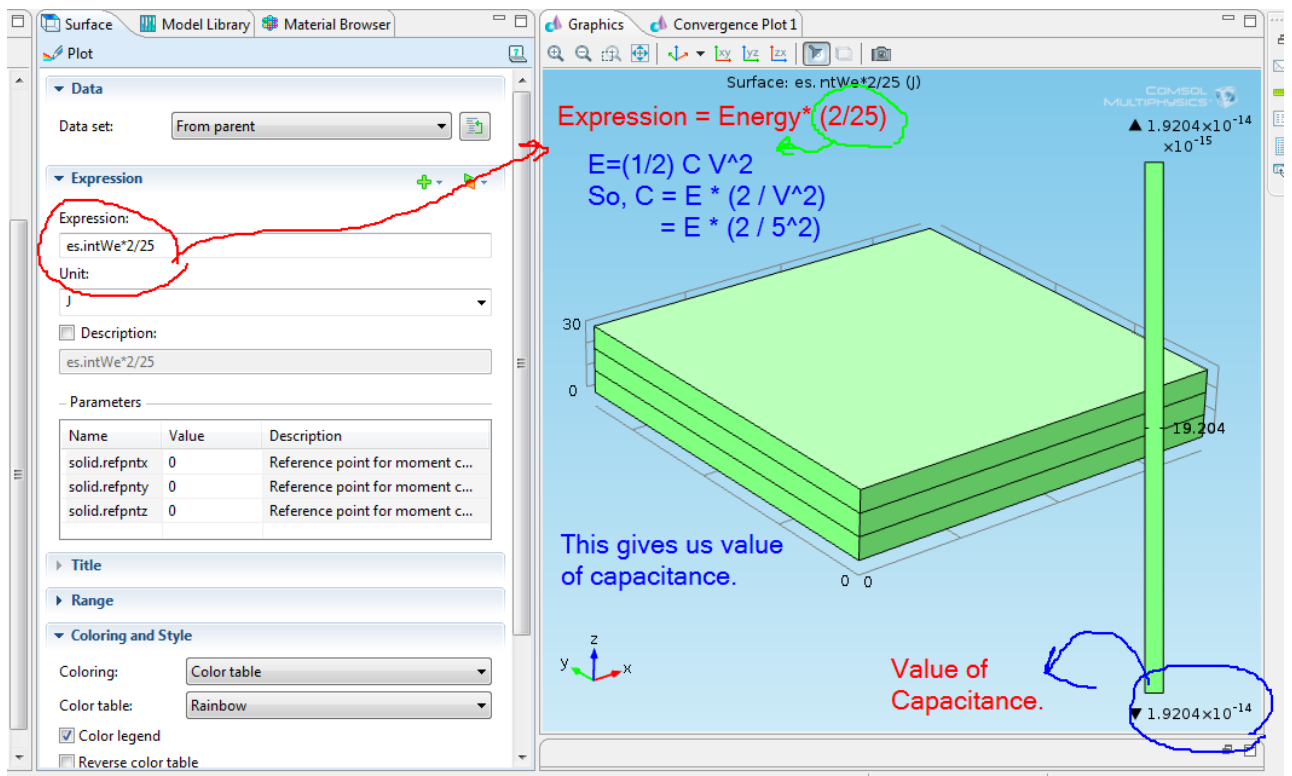 Surface
Model Library
Material Browser
Plot
Data
Data set:
From parent
Expression
Expression:
es.intWe*2/25
Unit:
J
Description:
es.intWe*2/25
Parameters
Name Value Description
solid.refpntx 0 Reference point for moment c...
solid.refpnty 0 Reference point for moment c...
solid.refpntz 0 Reference point for moment c...
Title
Range
Coloring and Style
Coloring:
Color table
Color table:
Rainbow
Color legend
Reverse color table
Graphics
Convergence Plot 1
xy yz zx
Surface: es. ntWe*2/25 (J)
COMSOL
MULTIPHYSICS
Expression = Energy* (2/25)
▲ 1.9204×10-14
×10-15
E=(1/2) C V^2
So, C = E * (2 / V^2)
= E * (2 / 5^2)
30
0
19.204
This gives us value
of capacitance.
0 0
z
y
x
Value of
Capacitance.
▼ 1.9204×10-14